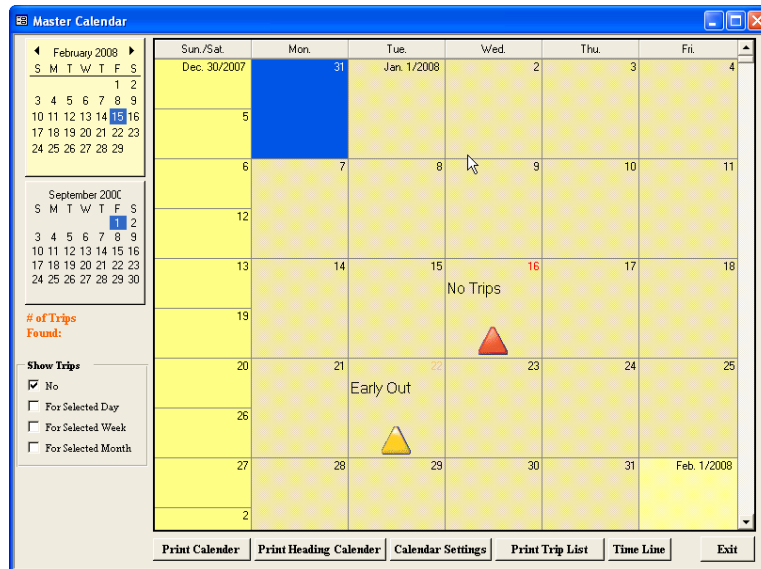 Master Calendar
February 2008
S M T W T F S
1 2
3 4 5 6 7 8 9
10 11 12 13 14 15 16
17 18 19 20 21 22 23
24 25 26 27 28 29
September 200
S M T W T F S
1 2
3 4 5 6 7 8 9
10 11 12 13 14 15 16
17 18 19 20 21 22 23
24 25 26 27 28 29 30
# of Trips
Found:
Show Trips
No
For Selected Day
For Selected Week
For Selected Month
Sun./Sat. Mon. Tue. Wed. Thu. Fri.
Dec. 30/2007 31 Jan. 1/2008 2 3 4
5
6 7 8 9 10 11
12
13 14 15 16 17 18
No Trips
19
20 21 22 23 24 25
Early Out
26
27 28 29 30 31 Feb. 1/2008
2
Print Calender Print Heading Calender Calendar Settings Print Trip List Time Line Exit